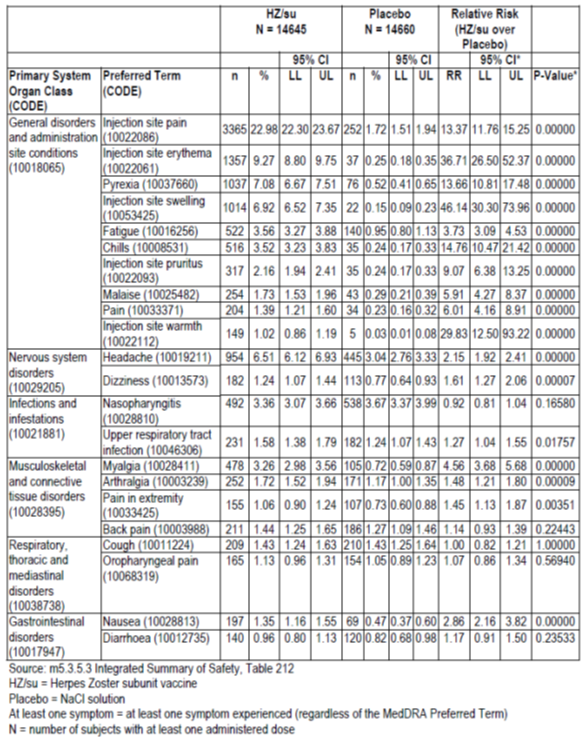 HZ/su Placebo Relative Risk
N = 14645 N = 14660 (HZ/su over
Placebo)
95% CI 95% CI 95% CI*
Primary System Preferred Term n % LL UL n % LL UL RR LL UL P-Value*
Organ Class (CODE)
(CODE)
General disorders Injection site pain
and administration (10022086) 3365 22.98 22.30 23.67 252 1.72 1.51 1.94 13.37 11.76 15.25 0.00000
site conditions Injection site erythema
(10018065) (10022061) 1357 9.27 8.80 9.75 37 0.25 0.18 0.35 36.71 26.50 52.37 0.00000
Pyrexia (10037660) 1037 7.08 6.67 7.51 76 0.52 0.41 0.65 13.66 10.81 17.48 0.00000
Injection site swelling
(10053425) 1014 6.92 6.52 7.35 22 0.15 0.09 0.23 46.14 30.30 73.96 0.00000
Fatigue (10016256) 522 3.56 3.27 3.88 140 0.95 0.80 1.13 3.73 3.09 4.53 0.00000
Chills (10008531) 516 3.52 3.23 3.83 35 0.24 0.17 0.33 14.76 10.47 21.42 0.00000
Injection site pruritus
(10022093) 317 2.16 1.94 2.41 35 0.24 0.17 0.33 9.07 6.38 13.25 0.00000
Malaise (10025482) 254 1.73 1.53 1.96 43 0.29 0.21 0.39 5.91 4.27 8.37 0.00000
Pain (10033371) 204 1.39 1.21 1.60 34 0.23 0.16 0.32 6.01 4.16 8.91 0.00000
Injection site warmth
(10022112) 149 1.02 0.86 1.19 5 0.03 0.01 0.08 29.83 12.50 93.22 0.00000
Nervous system Headache (10019211) 954 6.51 6.12 6.93 445 3.04 2.76 3.33 2.15 1.92 2.41 0.00000
disorders Dizziness (10013573) 182 1.24 1.07 1.44 113 0.77 0.64 0.93 1.61 1.27 2.06 0.00007
(10029205)
Infections and Nasopharyngitis 492 3.36 3.07 3.66 538 3.67 3.37 3.99 0.92 0.81 1.04 0.16580
infestations (10028810)
(10021881) Upper respiratory tract 231 1.58 1.38 1.79 182 1.24 1.07 1.43 1.27 1.04 1.55 0.01757
infection (10046306)
Musculoskeletal Myalgia (10028411) 478 3.26 2.98 3.56 105 0.72 0.59 0.87 4.56 3.68 5.68 0.00000
and connective Arthralgia (10003239) 252 1.72 1.52 1.94 171 1.17 1.00 1.35 1.48 1.21 1.80 0.00009
tissue disorders Pain in extremity 155 1.06 0.90 1.24 107 0.73 0.60 0.88 1.45 1.13 1.87 0.00351
(10028395) (10033425)
Back pain (10003988) 211 1.44 1.25 1.65 186 1.27 1.09 1.46 1.14 0.93 1.39 0.22443
Respiratory, Cough (10011224) 209 1.43 1.24 1.63 210 1.43 1.25 1.64 1.00 0.82 1.21 1.00000
thoracic and Oropharyngeal pain 165 1.13 0.96 1.31 154 1.05 0.89 1.23 1.07 0.86 1.34 0.56940
mediastinal (10068319)
disorders
(10038738)
Gastrointestinal Nausea (10028813) 197 1.35 1.16 1.55 69 0.47 0.37 0.60 2.86 2.16 3.82 0.00000
disorders Diarrhoea (10012735) 140 0.96 0.80 1.13 120 0.82 0.68 0.98 1.17 0.91 1.50 0.23533
(10017947)
Source: m5.3.5.3 Integrated Summary of Safety, Table 212
HZ/su = Herpes Zoster subunit vaccine
Placebo = NaCl solution
At least one symptom = at least one symptom experienced (regardless of the MedDRA Preferred Term)
N = number of subjects with at least one administered dose